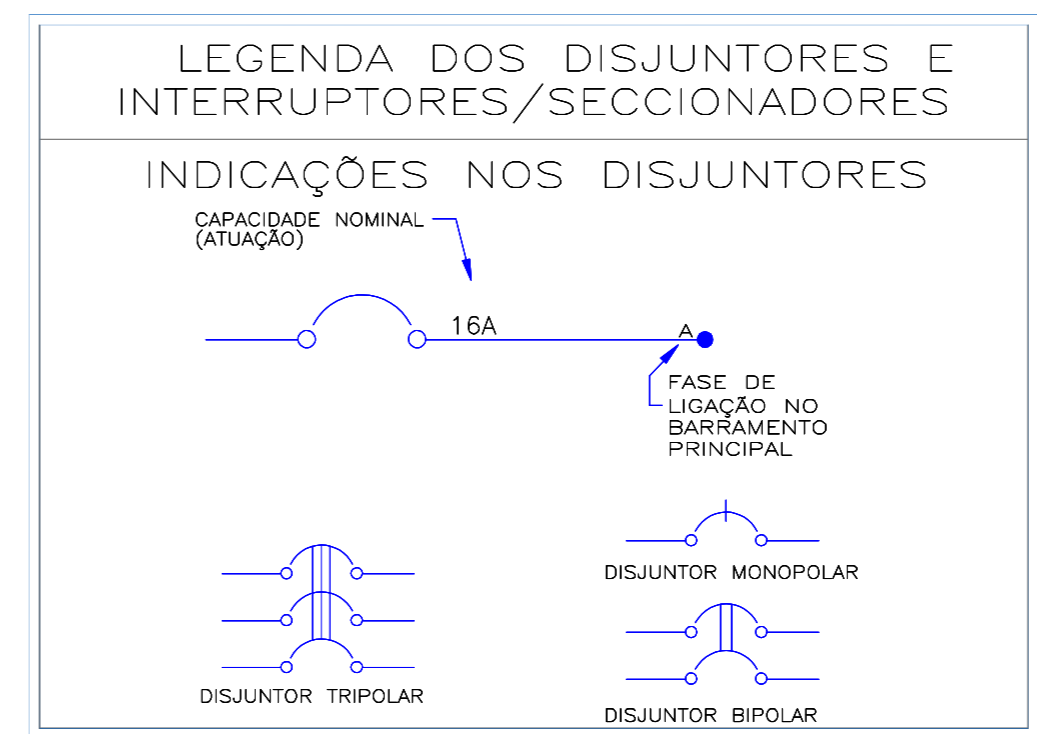 LEGENDA DOS DISJUNTORES E
INTERRUPTORES/SECCIONADORES
INDICAÇÕES NOS DISJUNTORES
CAPACIDADE NOMINAL
(ATUAÇÃO)
16A
A
FASE DE
LIGAÇÃO NO
BARRAMENTO
PRINCIPAL
DISJUNTOR MONOPOLAR
DISJUNTOR TRIPOLAR
DISJUNTOR BIPOLAR